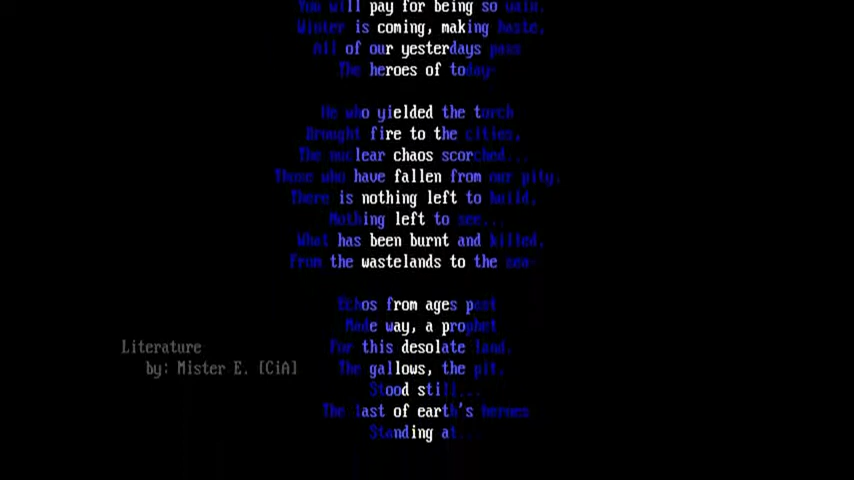 You will pay for being so vain.
Winter is coming, making haste,
All of our yesterdays pass
The heroes of today-
He who yielded the torch
Brought fire to the cities,
The nuclear chaos scorched...
Those who have fallen from our pity,
There is nothing left to build,
Nothing left to see...
What has been burnt and killed,
From the wastelands to the sea-
Echos from ages past
Made way, a prophet
For this desolate land.
Literature
by: Mister E. [CiA]
The gallows, the pit.
Stood still...
The last of earth's heroes
Standing at...